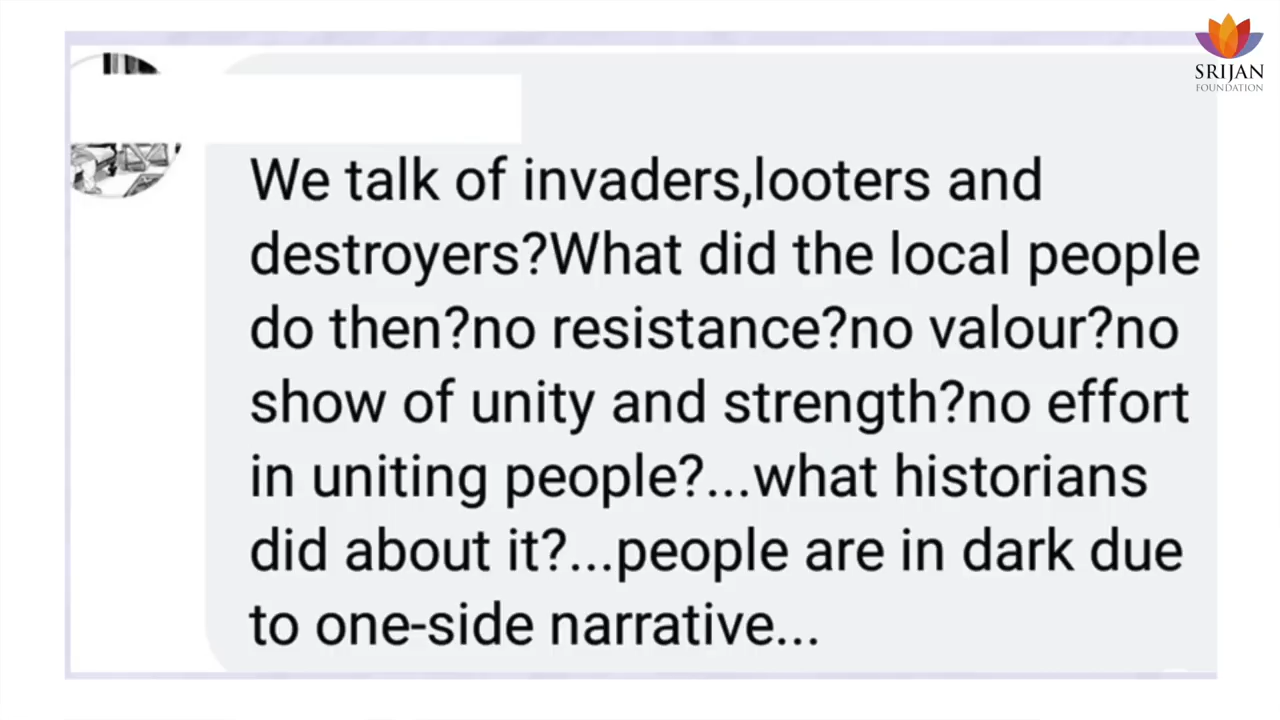 SRIJAN
FOUNDATION
We talk of invaders,looters and
destroyers?What did the local people
do then?no resistance?no valour?no
show of unity and strength?no effort
in uniting people?...what historians
did about it?...people are in dark due
to one-side narrative...